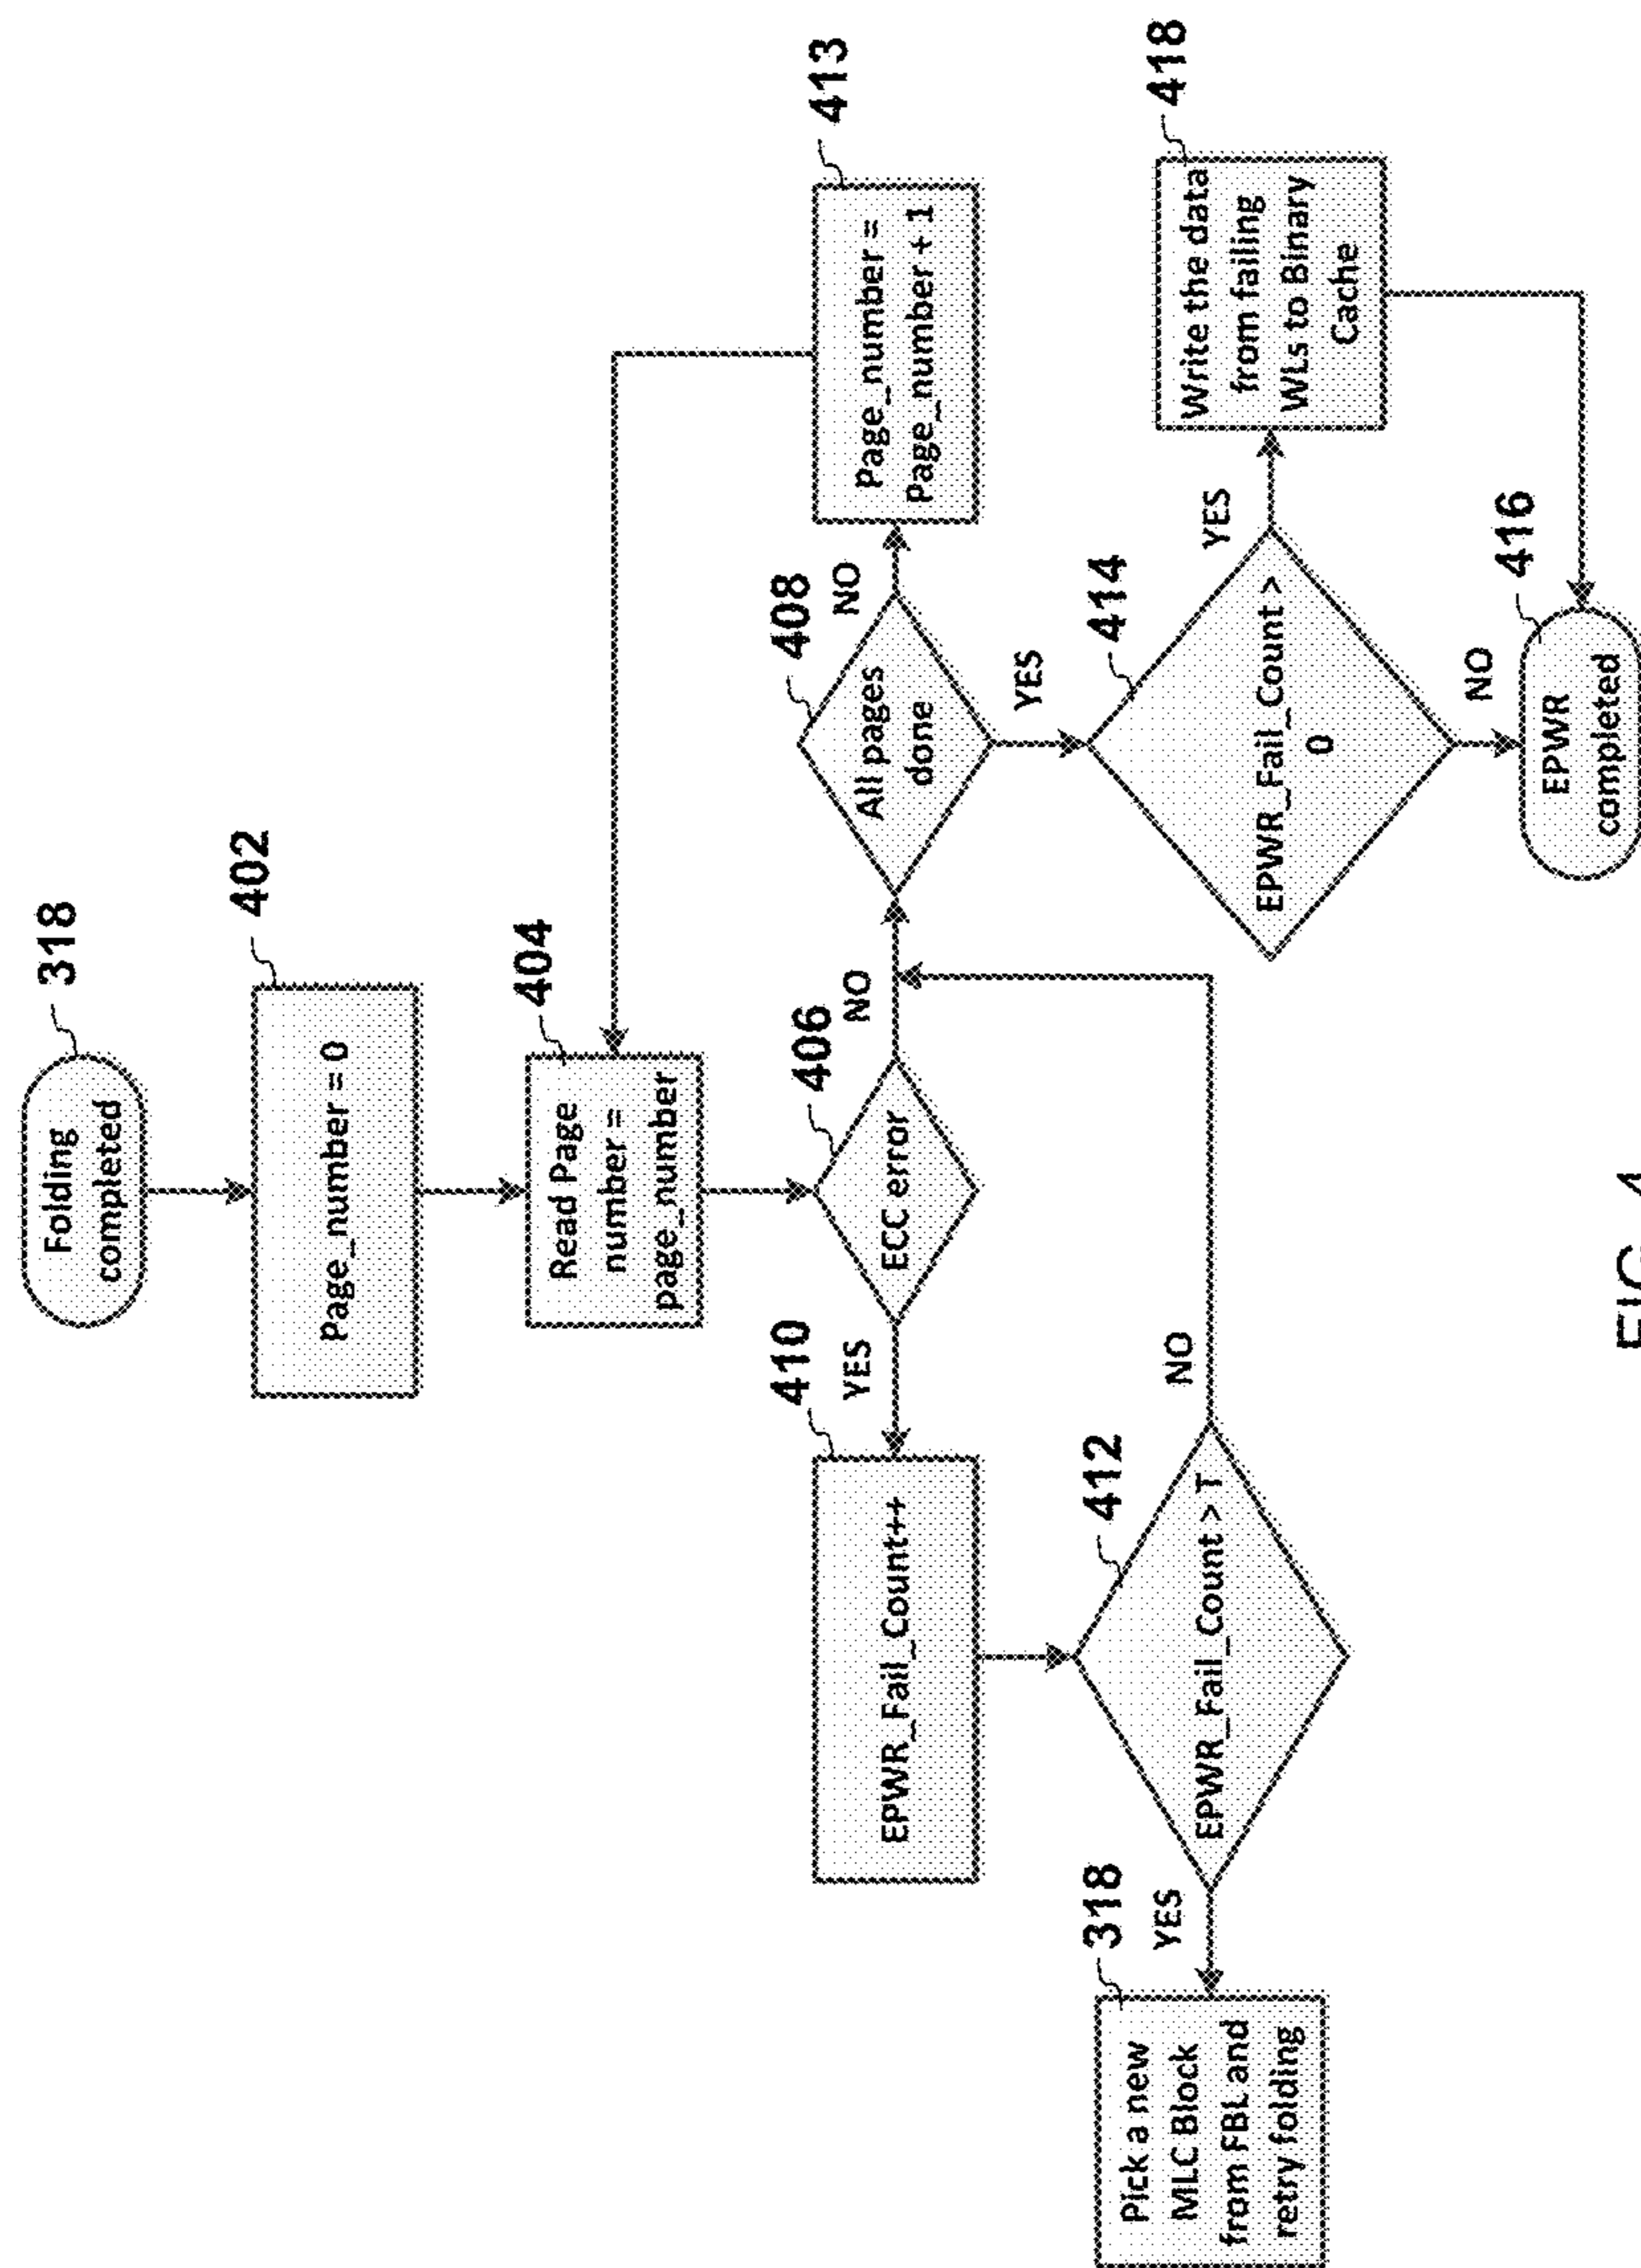 318
Folding
completed
402
Page_number = 0
404
Read Page
number =
page_number
406
ECC error
NO
YES
408
All pages
done
NO
YES
413
Page_number =
Page_number + 1
410
EPWR_Fail_Count++
412
EPWR_Fail_Count > T
NO
YES
318
Pick a new
MLC Block
from FBL and
retry folding
414
EPWR_Fail_Count >
0
YES
NO
418
Write the data
from failing
WLs to Binary
Cache
416
EPWR
completed
FIG. 4